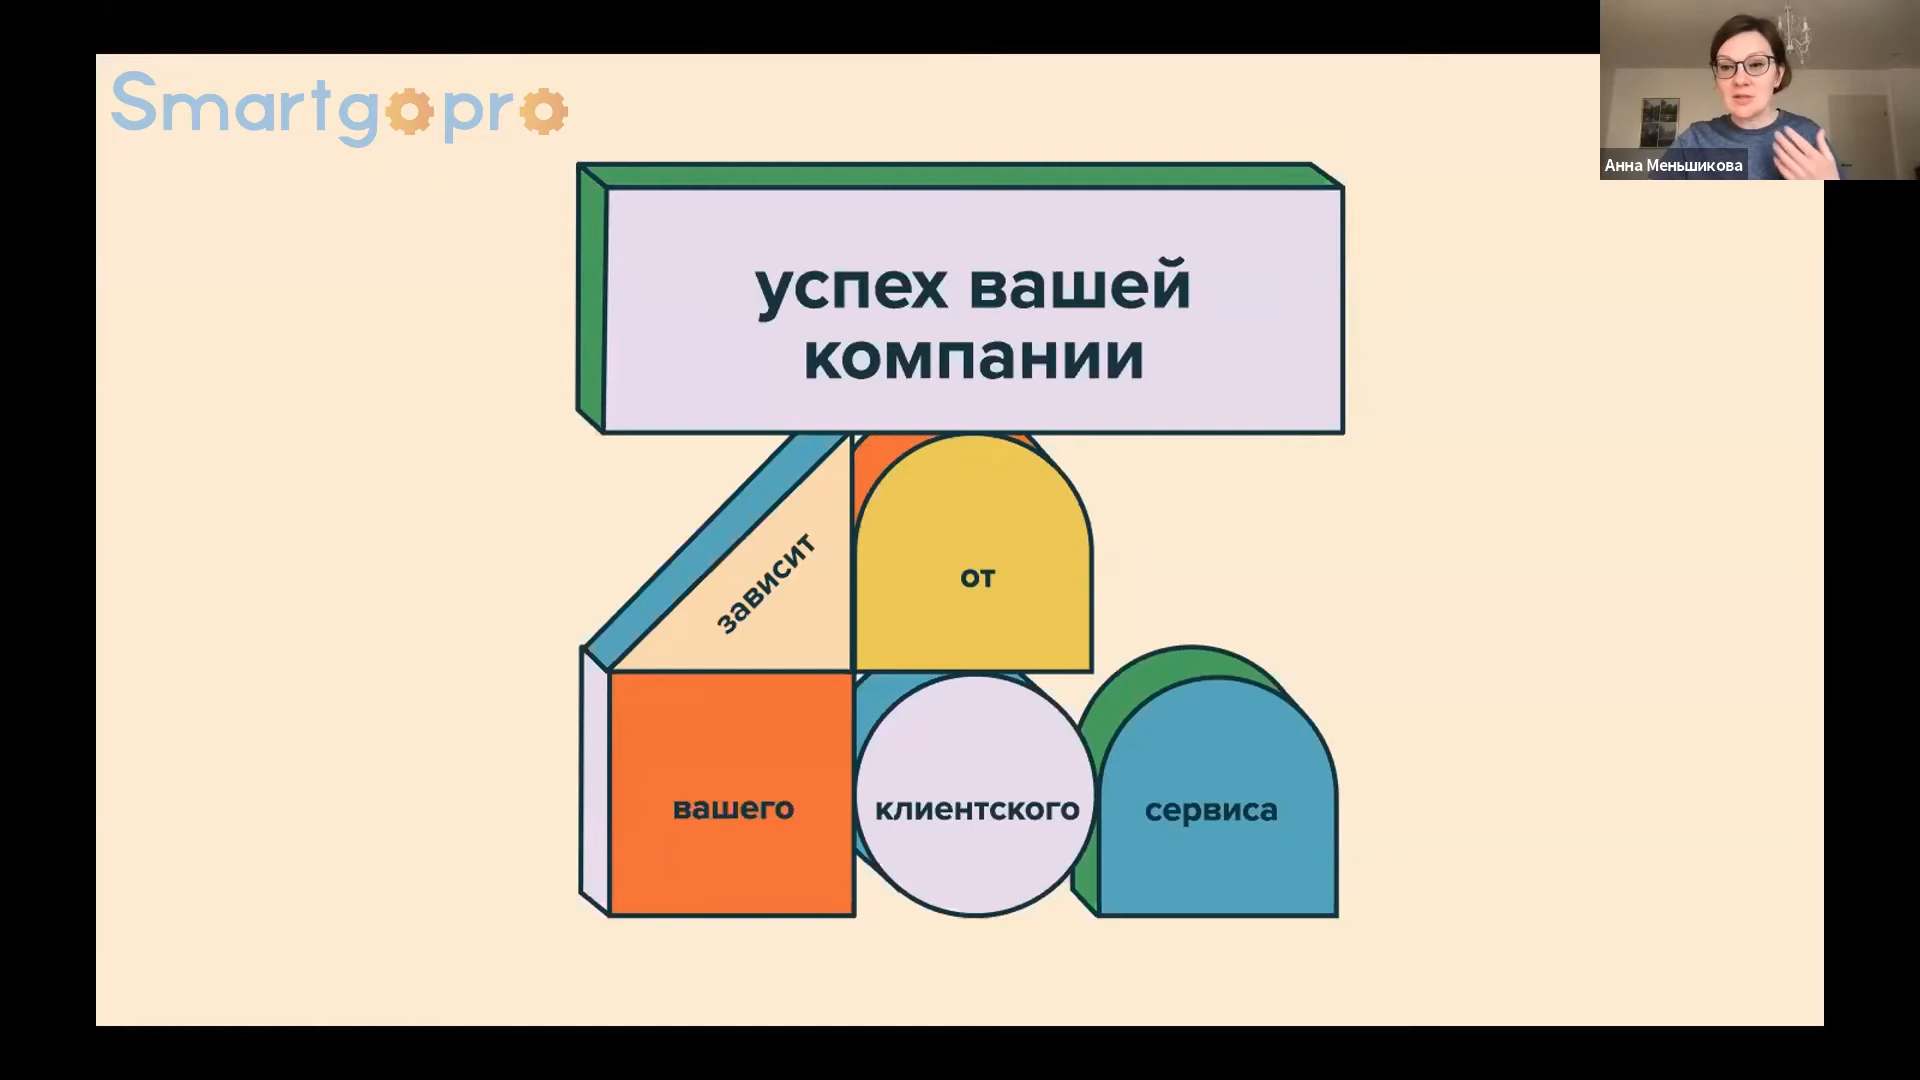 Smartgopro
Анна Меньшикова
успех вашей
компании
зависит
от
вашего
клиентского
сервиса